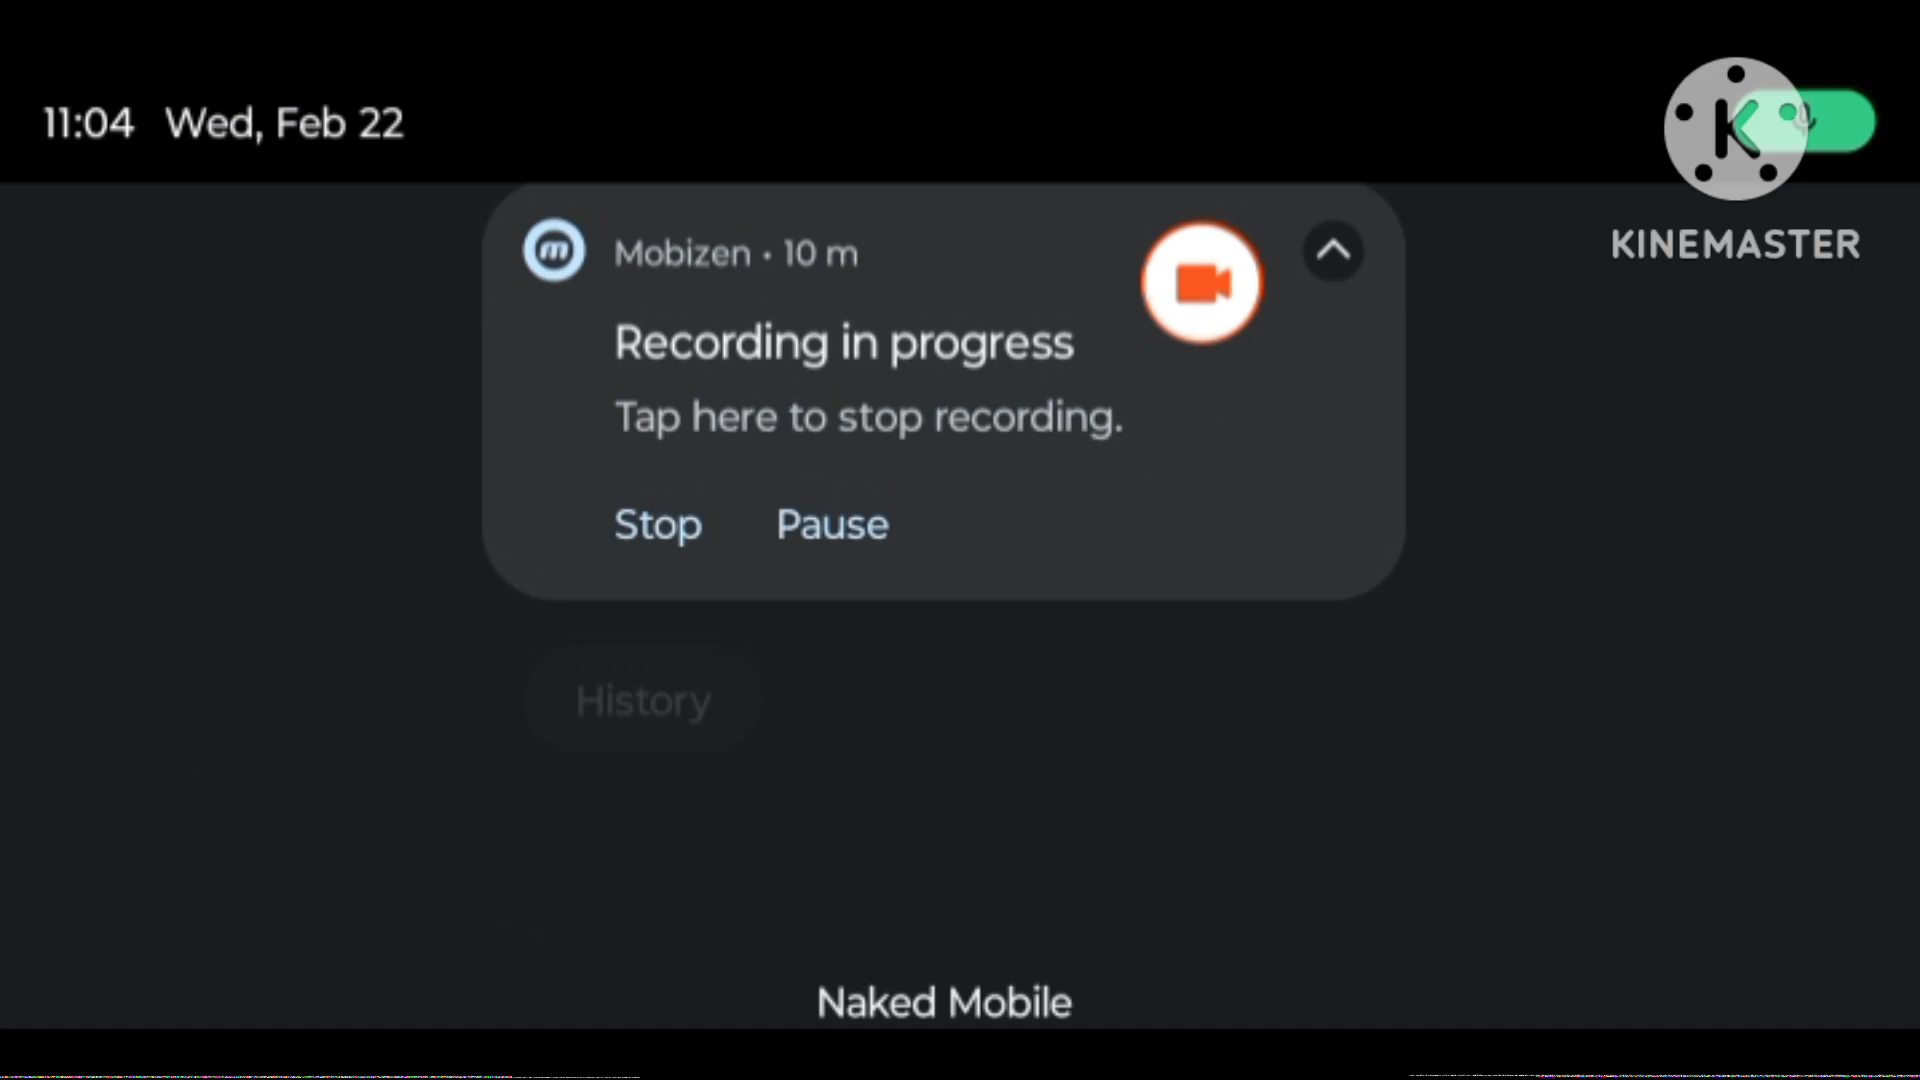 11:04 Wed, Feb 22
KINEMASTER
m Mobizen • 10 m
Recording in progress
Tap here to stop recording.
Stop Pause
History
Naked Mobile